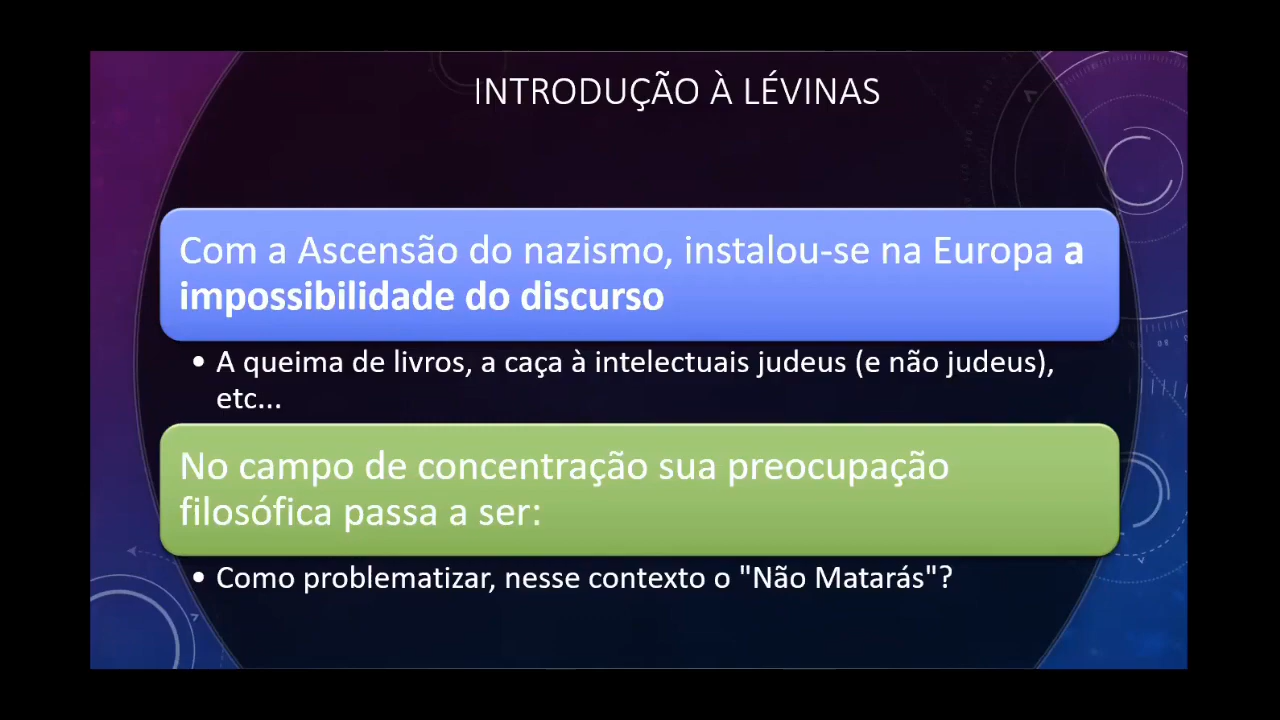 INTRODUÇÃO À LÉVINAS
Com a Ascensão do nazismo, instalou-se na Europa a
impossibilidade do discurso
• A queima de livros, a caça à intelectuais judeus (e não judeus),
etc...
No campo de concentração sua preocupação
filosófica passa a ser:
• Como problematizar, nesse contexto o "Não Matarás"?